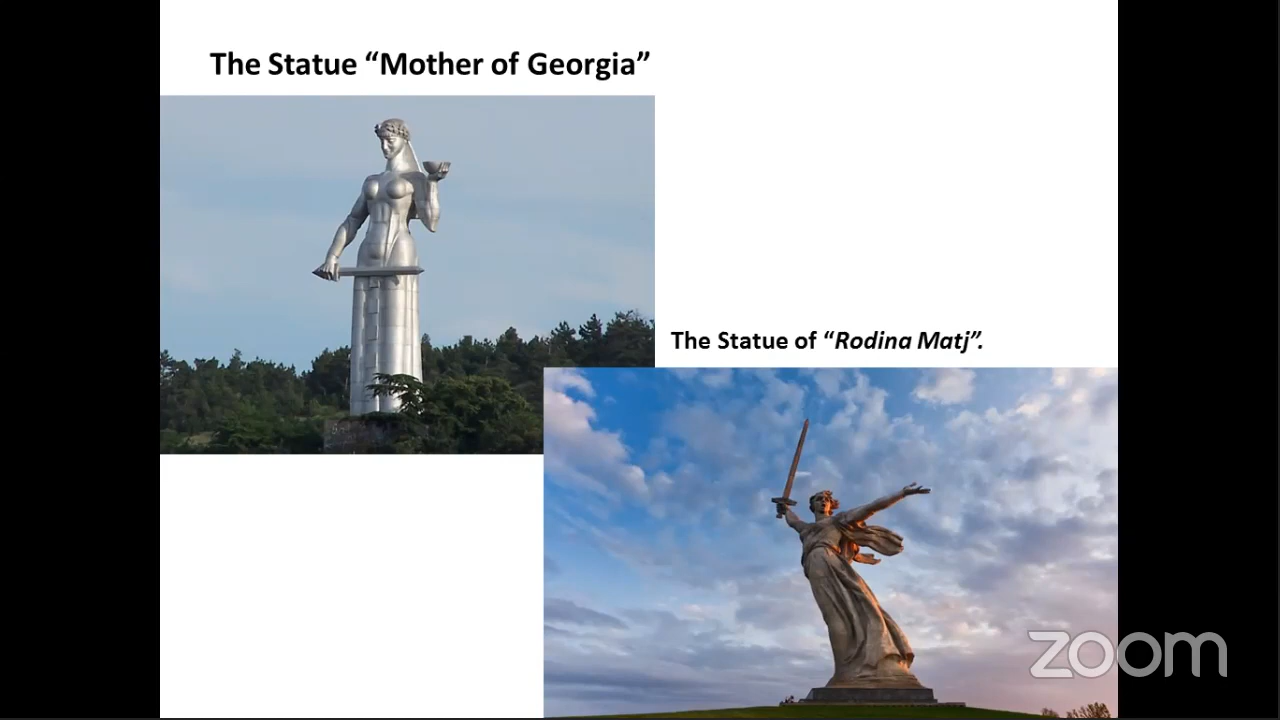 The Statue “Mother of Georgia”
The Statue of “Rodina Matj”.
zoom